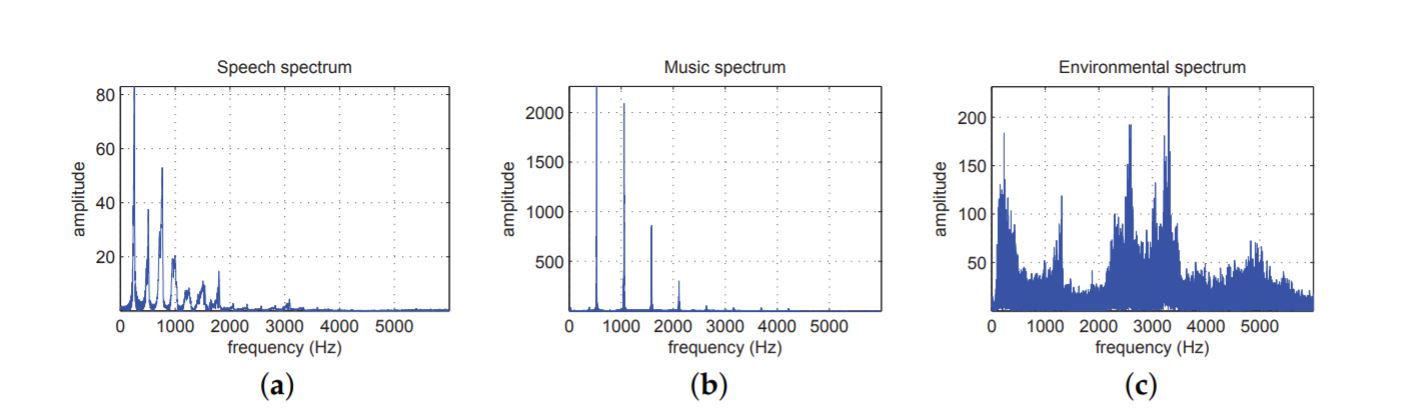 Speech spectrum
80
60
40
20
amplitude
0 1000 2000 3000 4000 5000
frequency (Hz)
(a)
Music spectrum
2000
1500
1000
500
amplitude
0 1000 2000 3000 4000 5000
frequency (Hz)
(b)
Environmental spectrum
200
150
100
50
amplitude
0 1000 2000 3000 4000 5000
frequency (Hz)
(c)